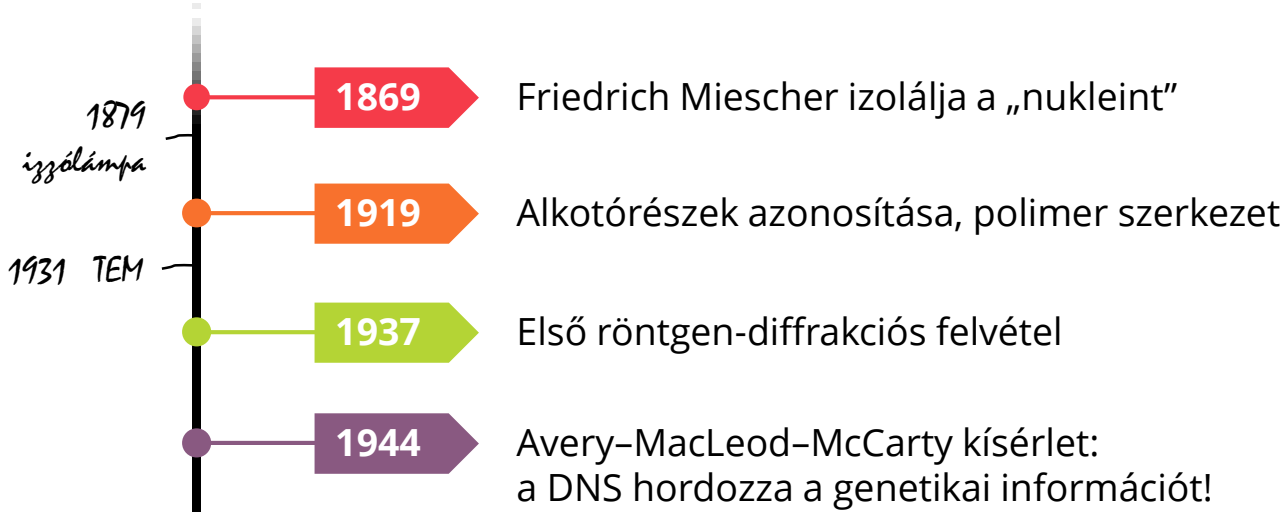 1869 Friedrich Miescher izolálja a „nukleint”
1879
izzólámpa
1919 Alkotórészek azonosítása, polimer szerkezet
1931 TEM
1937 Első röntgen-diffrakciós felvétel
1944 Avery–MacLeod–McCarty kísérlet:
a DNS hordozza a genetikai információt!